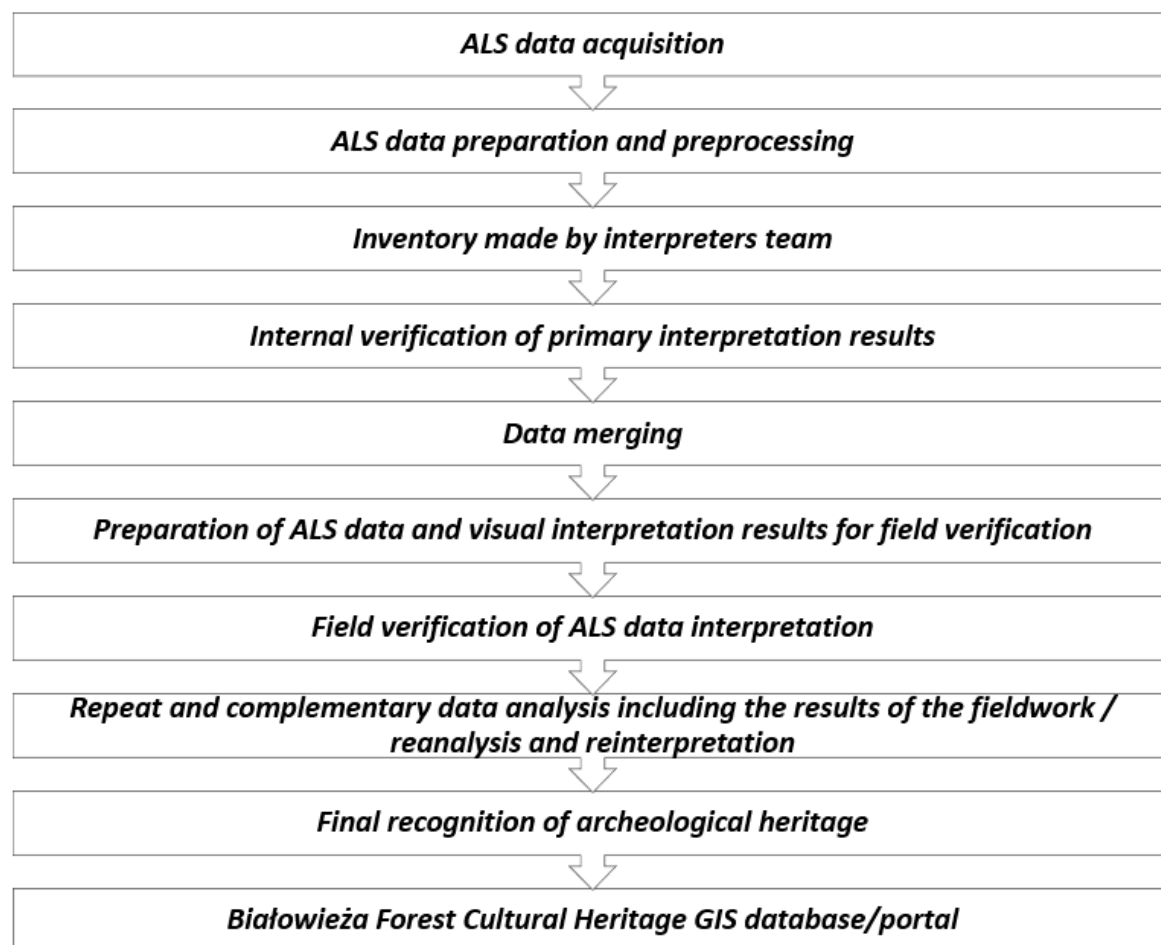 ALS data acquisition
ALS data preparation and preprocessing
Inventory made by interpreters team
Internal verification of primary interpretation results
Data merging
Preparation of ALS data and visual interpretation results for field verification
Field verification of ALS data interpretation
Repeat and complementary data analysis including the results of the fieldwork /
reanalysis and reinterpretation
Final recognition of archeological heritage
Białowieża Forest Cultural Heritage GIS database/portal